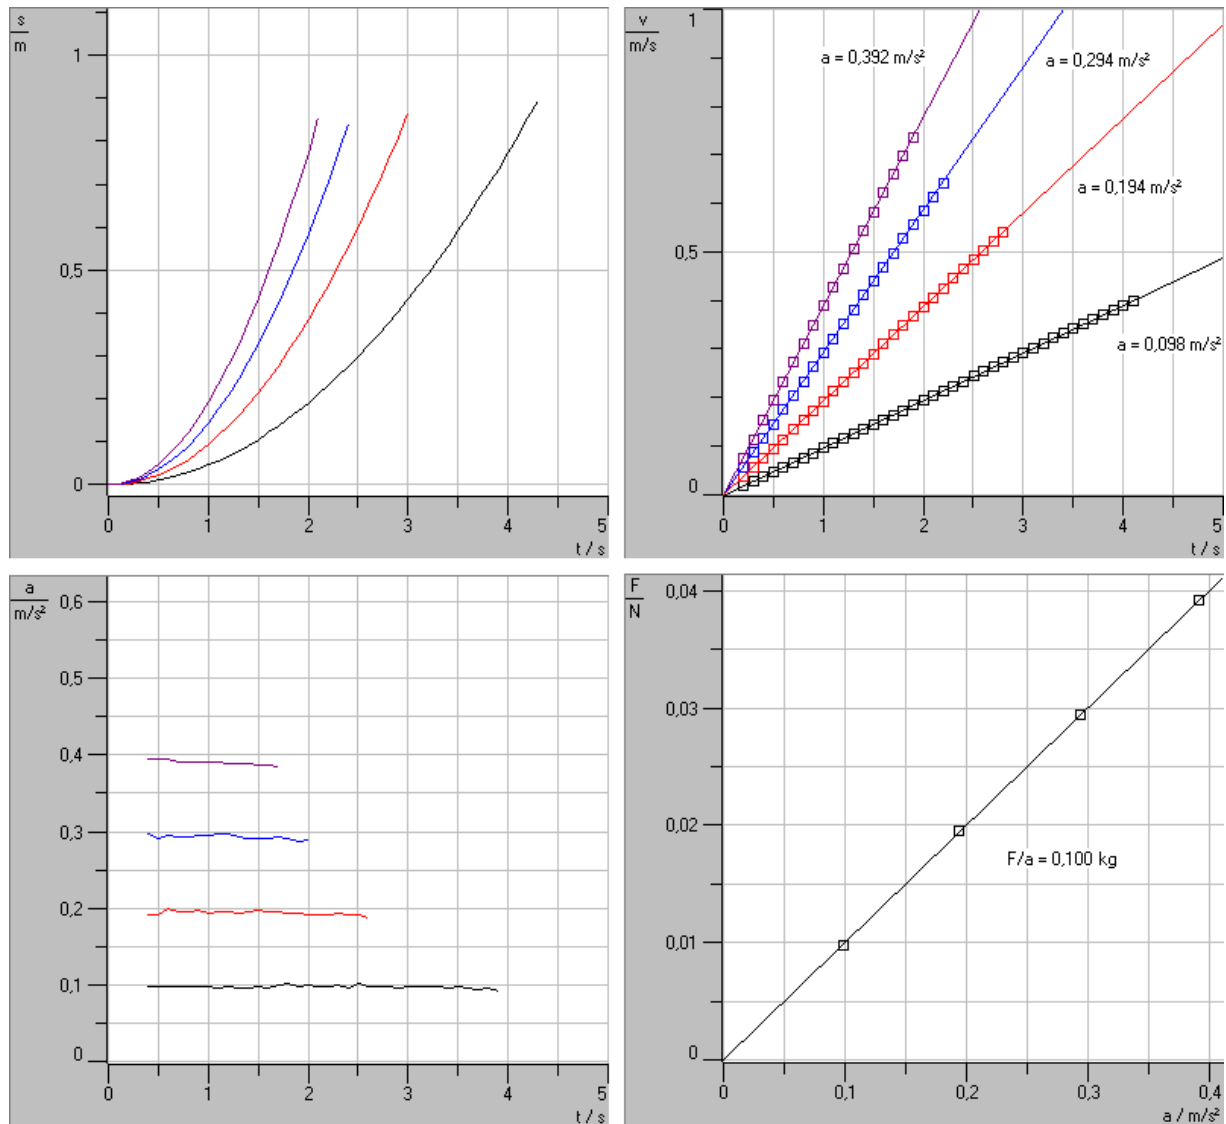 s
m
1
0,5
0
0 1 2 3 4 5
t / s
v
m/s
1
0,5
0
a = 0,392 m/s²
a = 0,294 m/s²
a = 0,194 m/s²
a = 0,098 m/s²
0 1 2 3 4 5
t / s
a
m/s²
0,6
0,5
0,4
0,3
0,2
0,1
0
0 1 2 3 4 5
t / s
F
N
0,04
0,03
0,02
0,01
0
F/a = 0,100 kg
0 0,1 0,2 0,3 0,4
a / m/s²